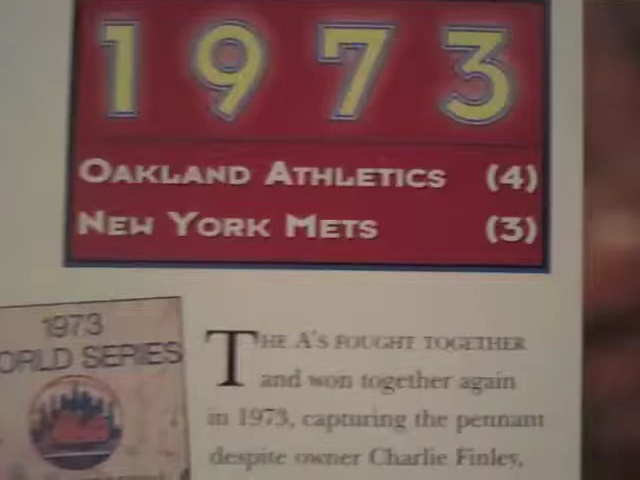 1973
OAKLAND ATHLETICS (4)
NEW YORK METS (3)
1973
ORLD SERIES
THE A'S FOUGHT TOGETHER
and won together again
in 1973, capturing the pennant
despite owner Charlie Finley,